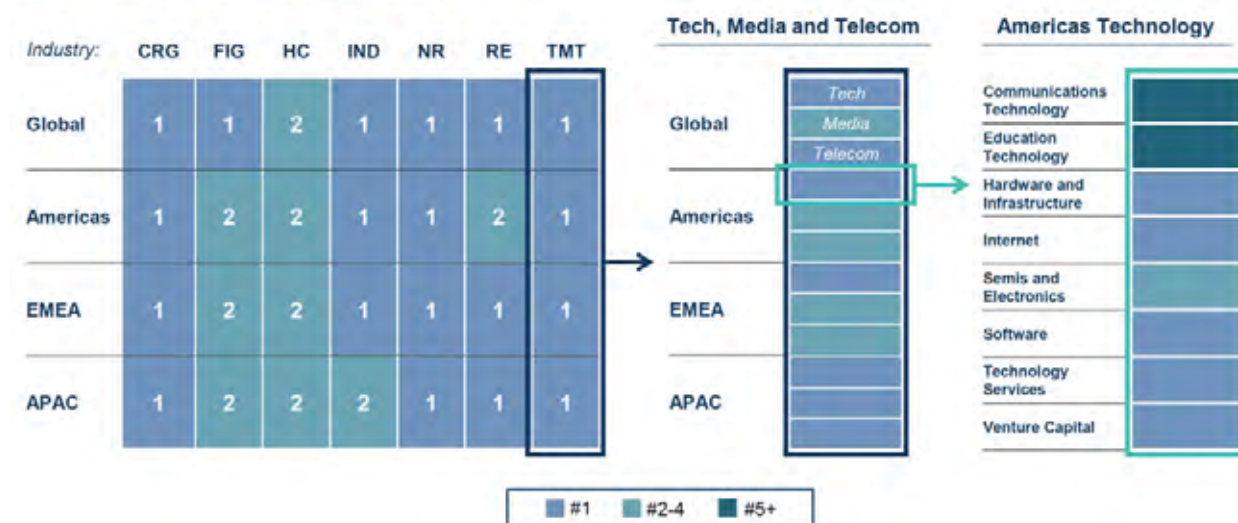 Tech, Media and Telecom
Americas Technology
Industry: CRG FIG HC IND NR RE TMT
Global 1 1 2 1 1 1 1
Americas 1 2 2 1 1 2 1
EMEA 1 2 2 1 1 1 1
APAC 1 2 2 2 1 1 1
Global
Tech
Media
Telecom
Americas
EMEA
APAC
Communications
Technology
Education
Technology
Hardware and
Infrastructure
Internet
Semis and
Electronics
Software
Technology
Services
Venture Capital
#1 #2-4 #5+